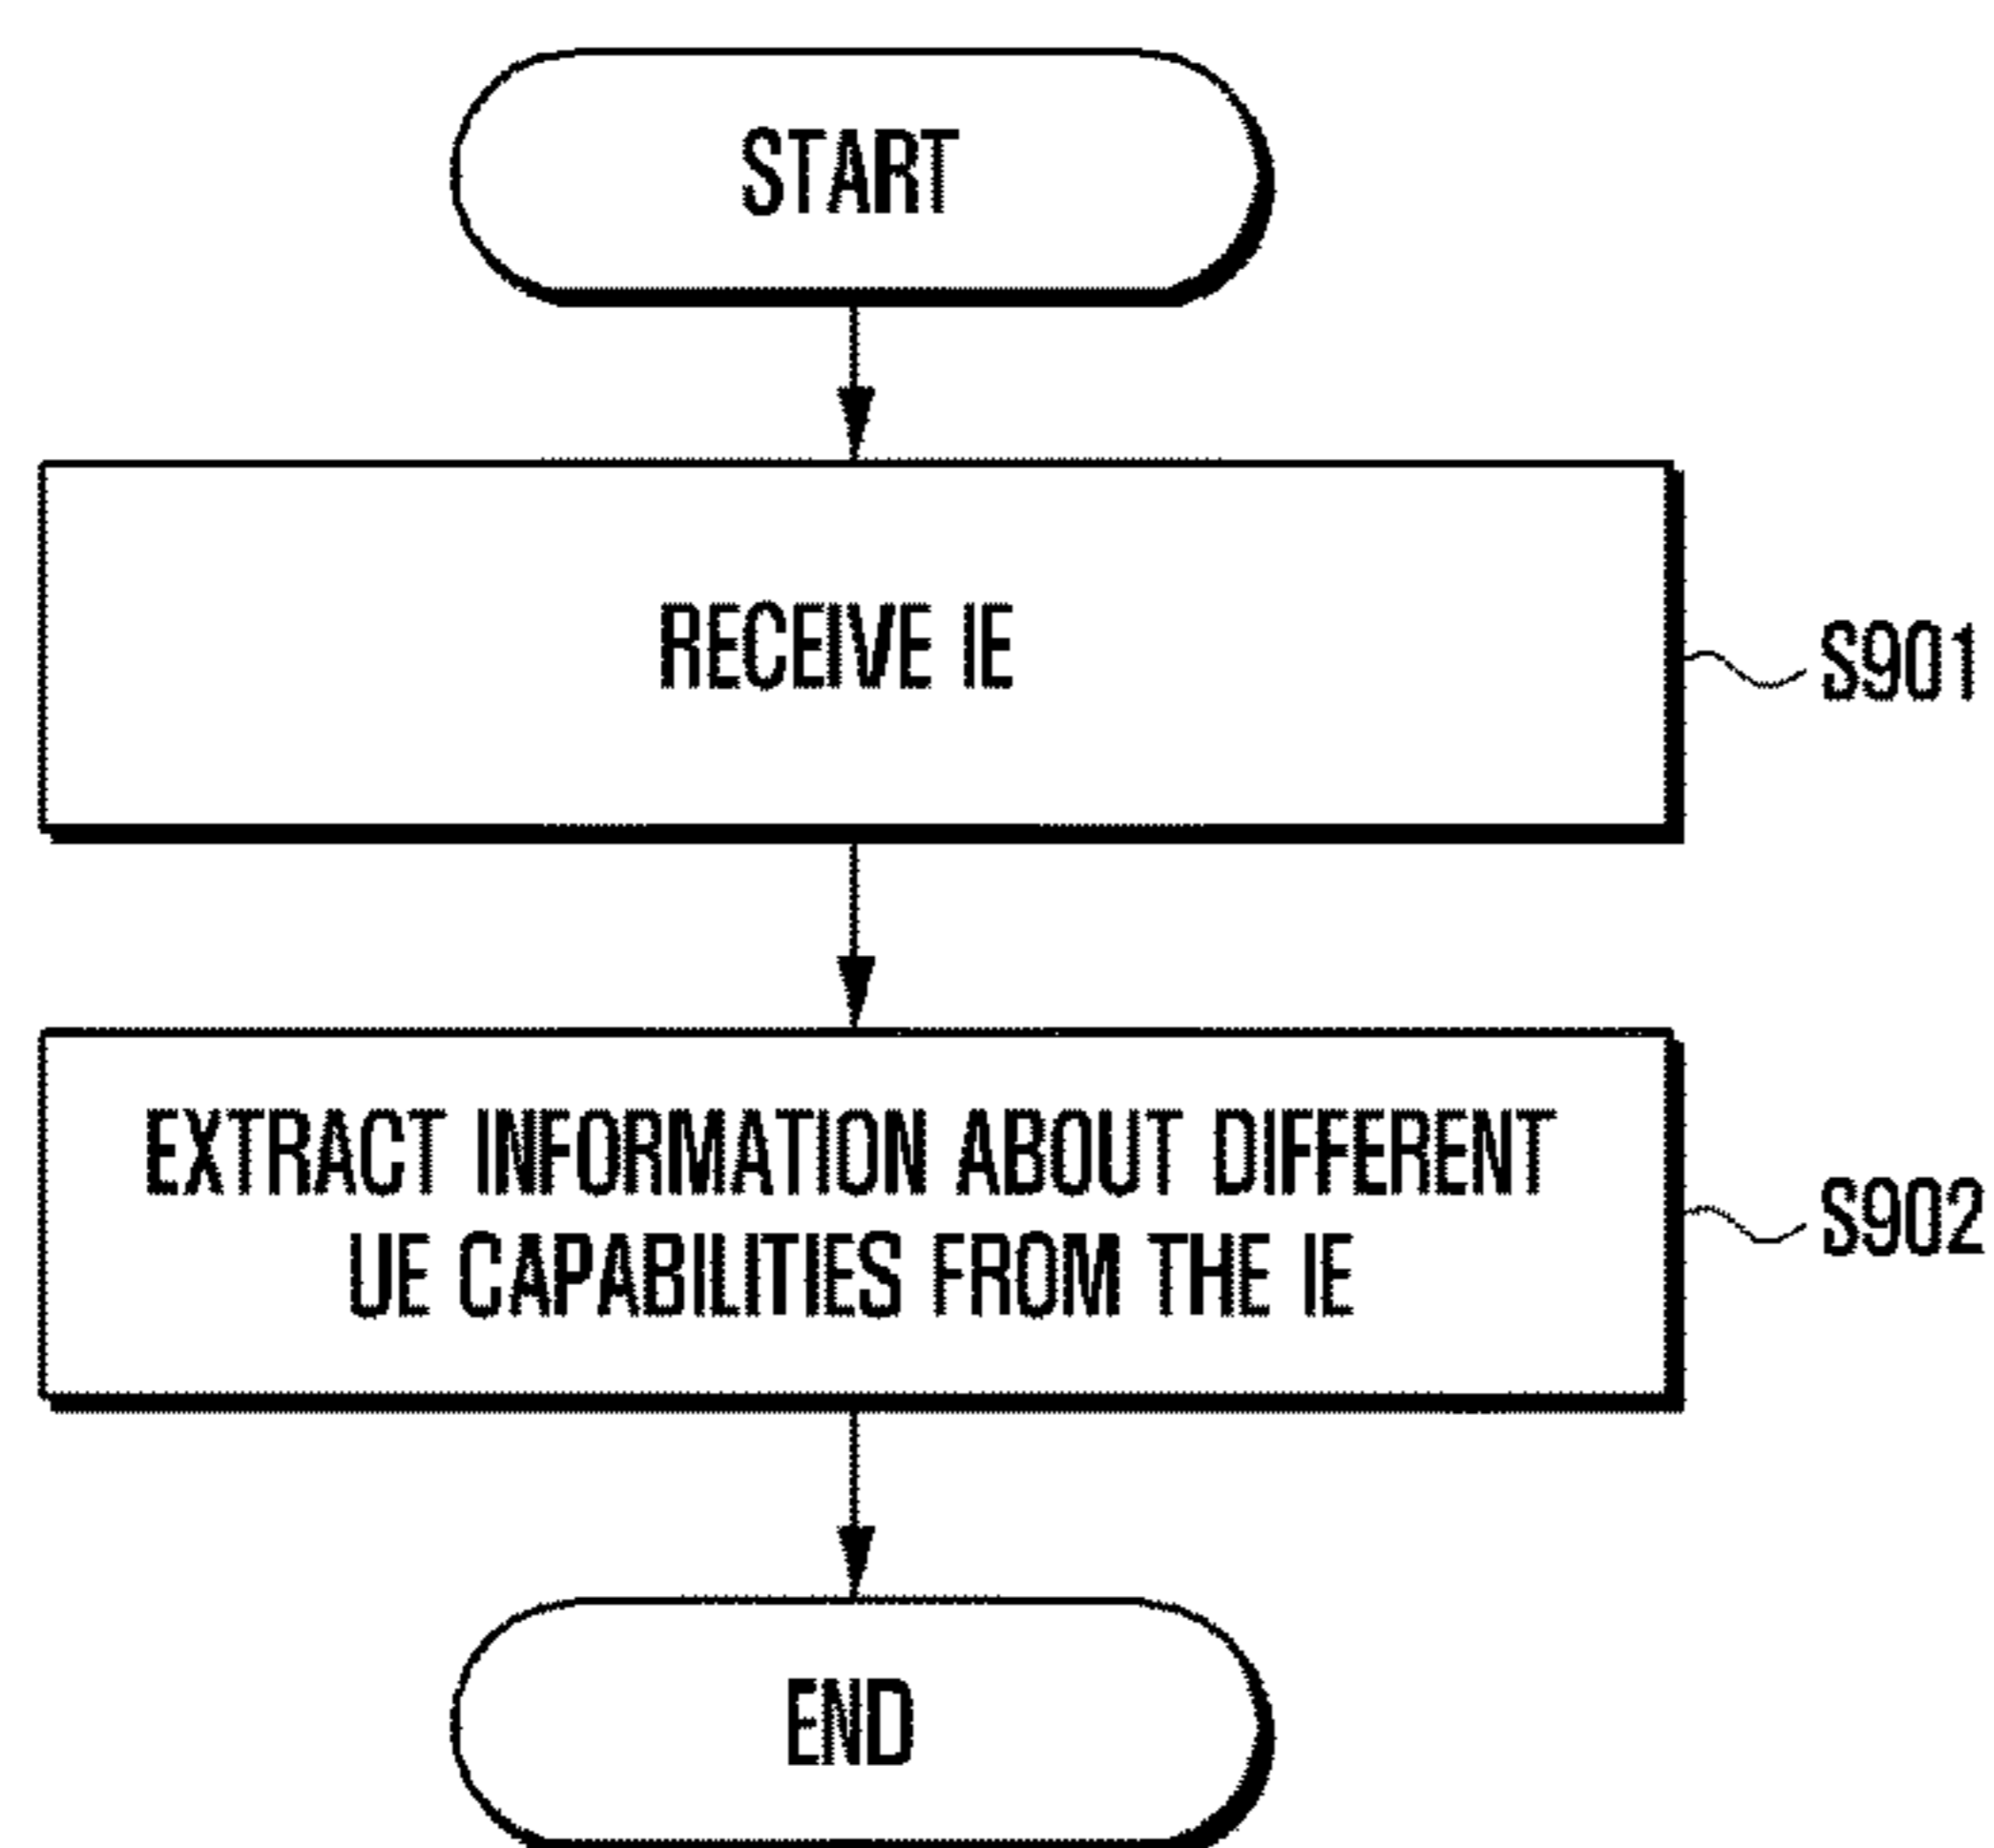 START
RECEIVE IE
S901
EXTRACT INFORMATION ABOUT DIFFERENT
UE CAPABILITIES FROM THE IE
S902
END